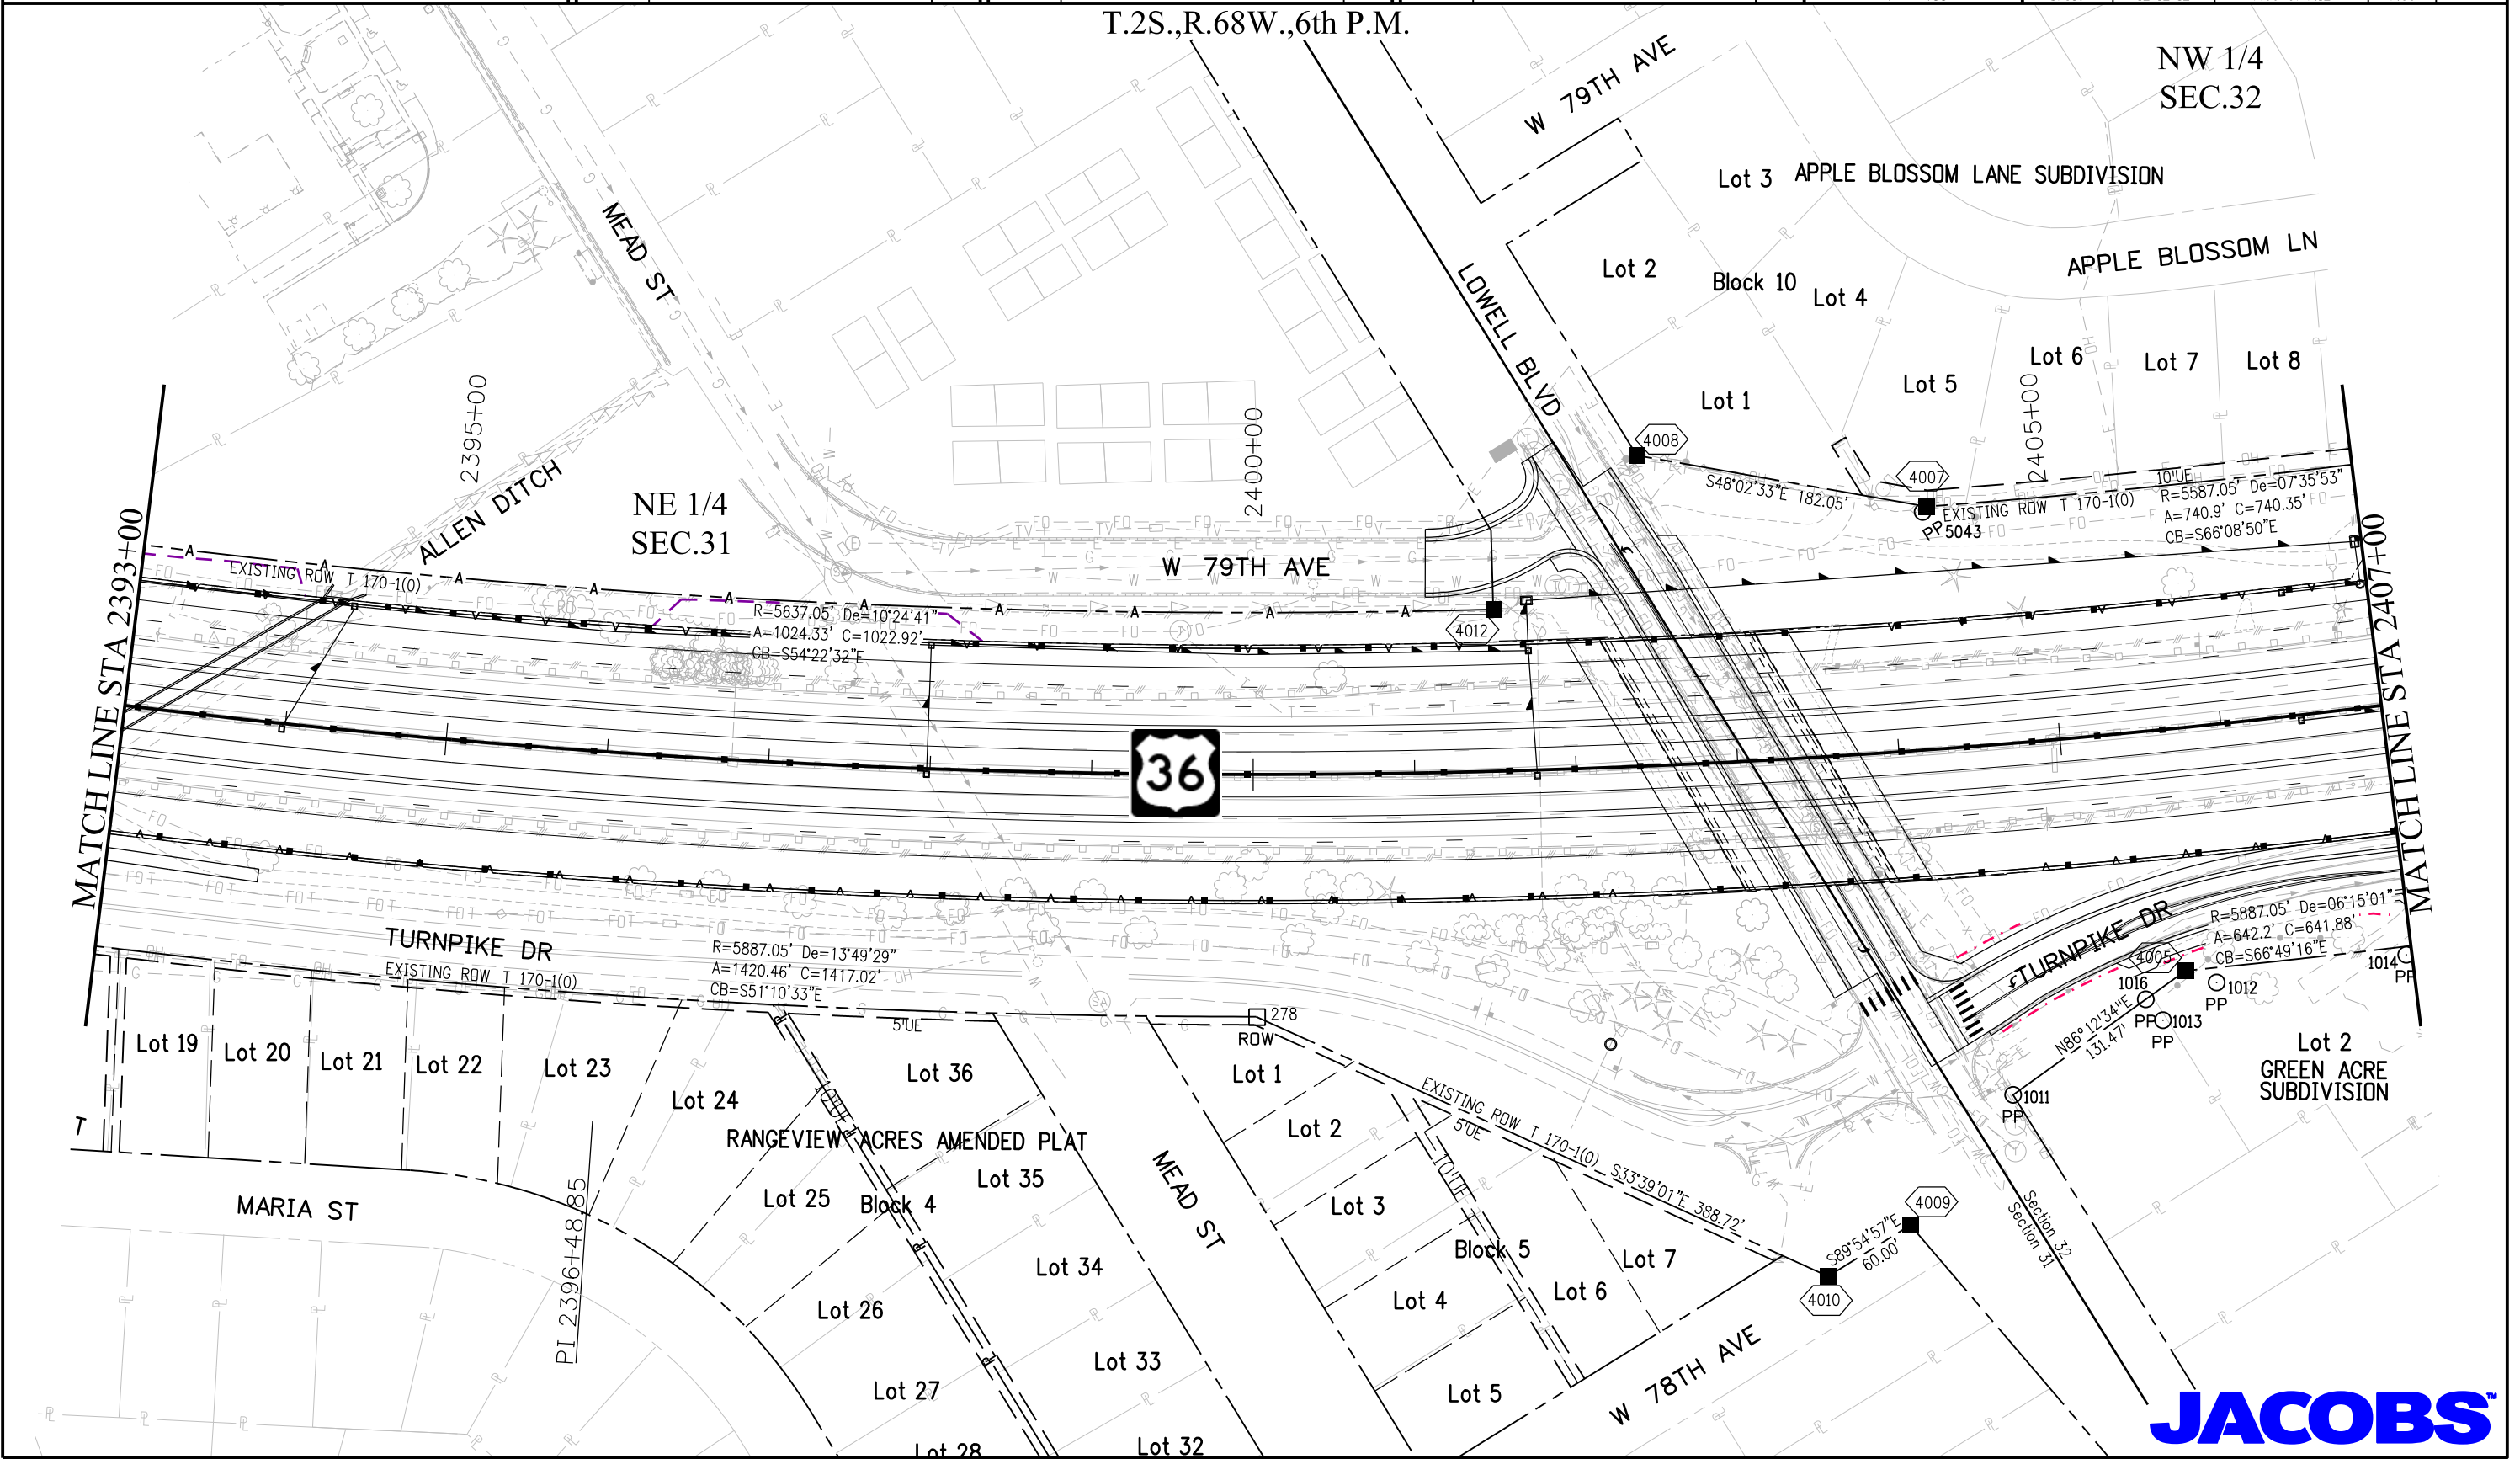 T.2S.,R.68W.,6th P.M.
NW 1/4
SEC.32
W 79TH AVE
Lot 3 APPLE BLOSSOM LANE SUBDIVISION
MEAD ST
LOWELL BLVD
Lot 2
Block 10
Lot 4
APPLE BLOSSOM LN
Lot 1
Lot 5
Lot 6
Lot 7
Lot 8
2395+00
2400+00
2405+00
ALLEN DITCH
NE 1/4
SEC.31
4008
S48°02'33"E 182.05'
4007
PP 5043
10'UE
EXISTING ROW T 170-1(0)
R=5587.05' De=07°35'53"
A=740.9' C=740.35'
CB=S66°08'50"E
MATCH LINE STA 2393+00
MATCH LINE STA 2407+00
EXISTING ROW T 170-1(0)
W 79TH AVE
R=5637.05' De=10°24'41"
A=1024.33' C=1022.92'
CB=S54°22'32"E
4012
36
TURNPIKE DR
EXISTING ROW T 170-1(0)
R=5887.05' De=13°49'29"
A=1420.46' C=1417.02'
CB=S51°10'33"E
TURNPIKE DR
R=5887.05' De=06°15'01"
A=642.2' C=641.88'
CB=S66°49'16"E
4005
1016
PP
1012
PP
1013
PP
1014
PP
N86°12'34"E
131.47'
1011
PP
Lot 2
GREEN ACRE
SUBDIVISION
5'UE
278
ROW
Lot 19
Lot 20
Lot 21
Lot 22
Lot 23
Lot 24
10'UE
Lot 36
Lot 1
Lot 2
EXISTING ROW T 170-1(0) S33°39'01"E 388.72'
5'UE
10'UE
T
RANGEVIEW ACRES AMENDED PLAT
Lot 35
Lot 25
Block 4
MARIA ST
PI 2396+48.85
MEAD ST
Lot 3
Block 5
Lot 7
Lot 34
Lot 26
Lot 4
Lot 6
4009
S89°54'57"E
60.00'
4010
Section 32
Section 31
Lot 33
Lot 27
Lot 5
W 78TH AVE
Lot 28
Lot 32
JACOBS™